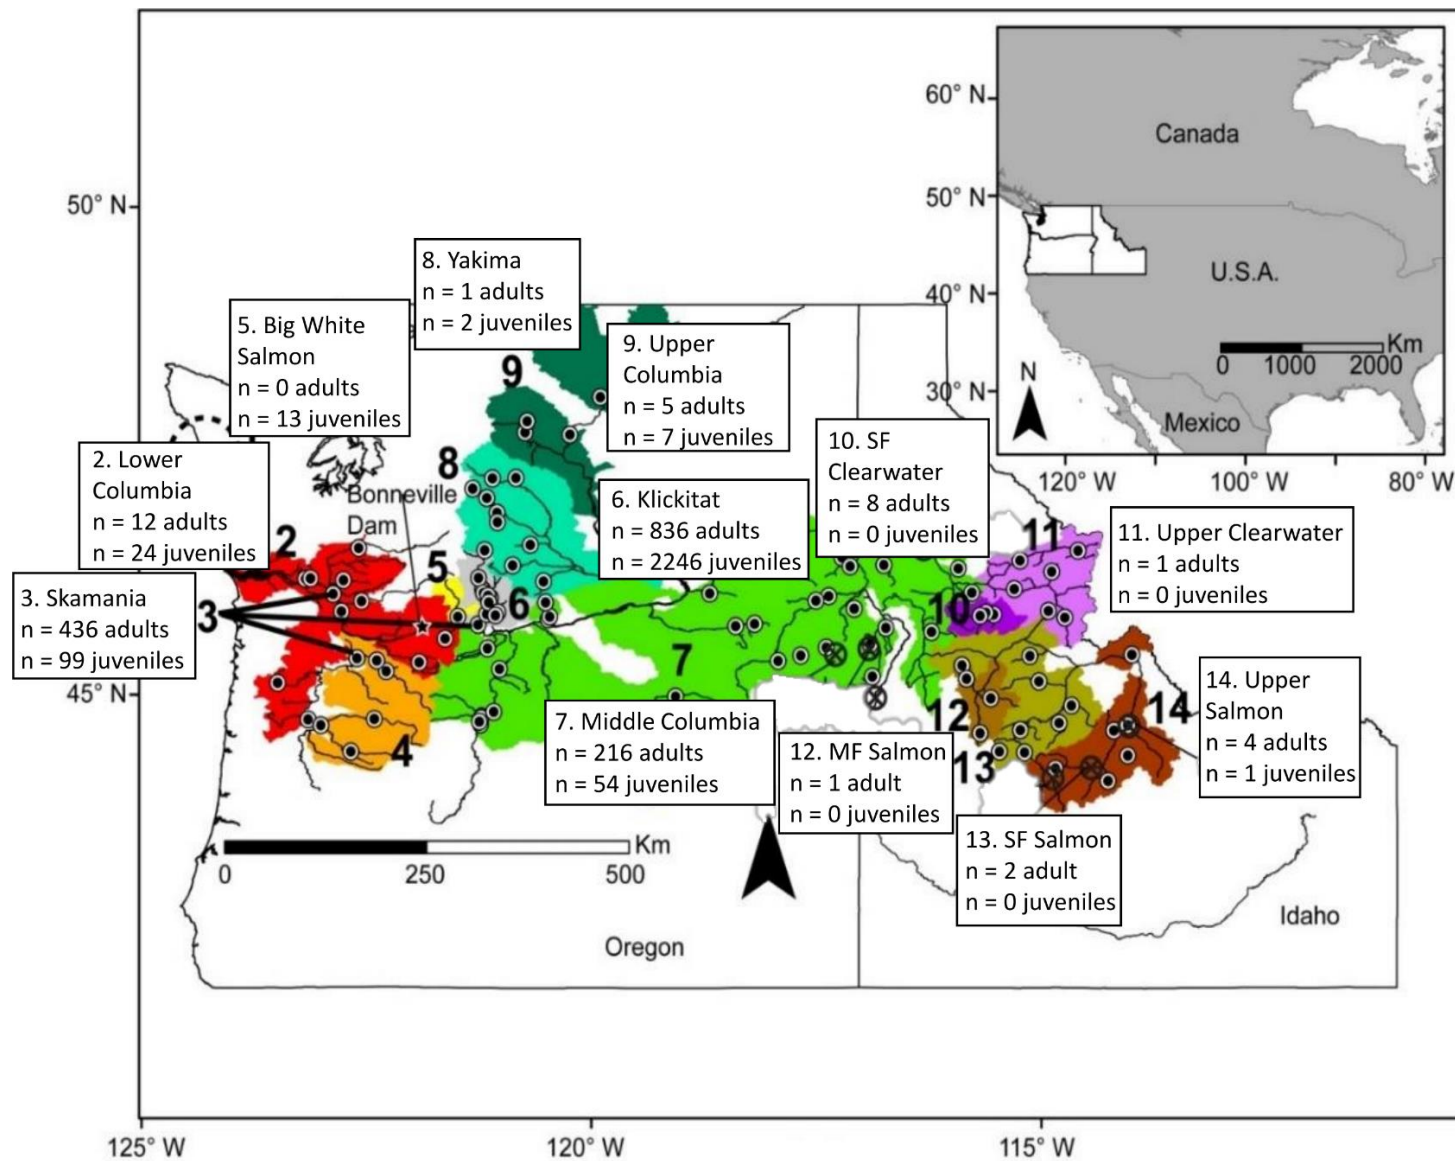 60° N
Canada
50° N
50° N
U.S.A.
40° N
Km
0
1000
2000
N
30° N
Mexico
120° W
100° W
80° W
8. Yakima
n = 1 adults
n = 2 juveniles
5. Big White
Salmon
n = 0 adults
n = 13 juveniles
9. Upper
Columbia
n = 5 adults
n = 7 juveniles
9
2. Lower
Columbia
n = 12 adults
n = 24 juveniles
8
Bonneville
Dam
6. Klickitat
n = 836 adults
n = 2246 juveniles
10. SF
Clearwater
n = 8 adults
n = 0 juveniles
11. Upper Clearwater
n = 1 adults
n = 0 juveniles
2
5
11
3. Skamania
n = 436 adults
n = 99 juveniles
3
6
10
7
45° N
4
12
13
14
7. Middle Columbia
n = 216 adults
n = 54 juveniles
12. MF Salmon
n = 1 adult
n = 0 juveniles
14. Upper
Salmon
n = 4 adults
n = 1 juveniles
13. SF Salmon
n = 2 adult
n = 0 juveniles
Km
0
250
500
Oregon
Idaho
125° W
120° W
115° W